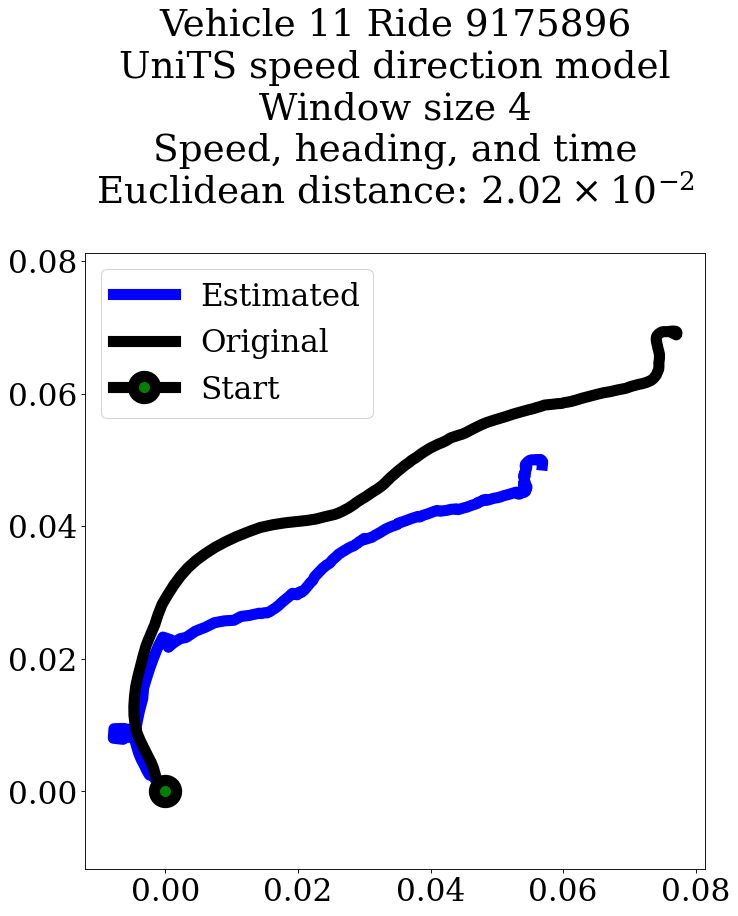 Vehicle 11 Ride 9175896
UniTS speed direction model
Window size 4
Speed, heading, and time
Euclidean distance: 2.02 × 10⁻²
0.08
Estimated
Original
Start
0.06
0.04
0.02
0.00
0.00 0.02 0.04 0.06 0.08